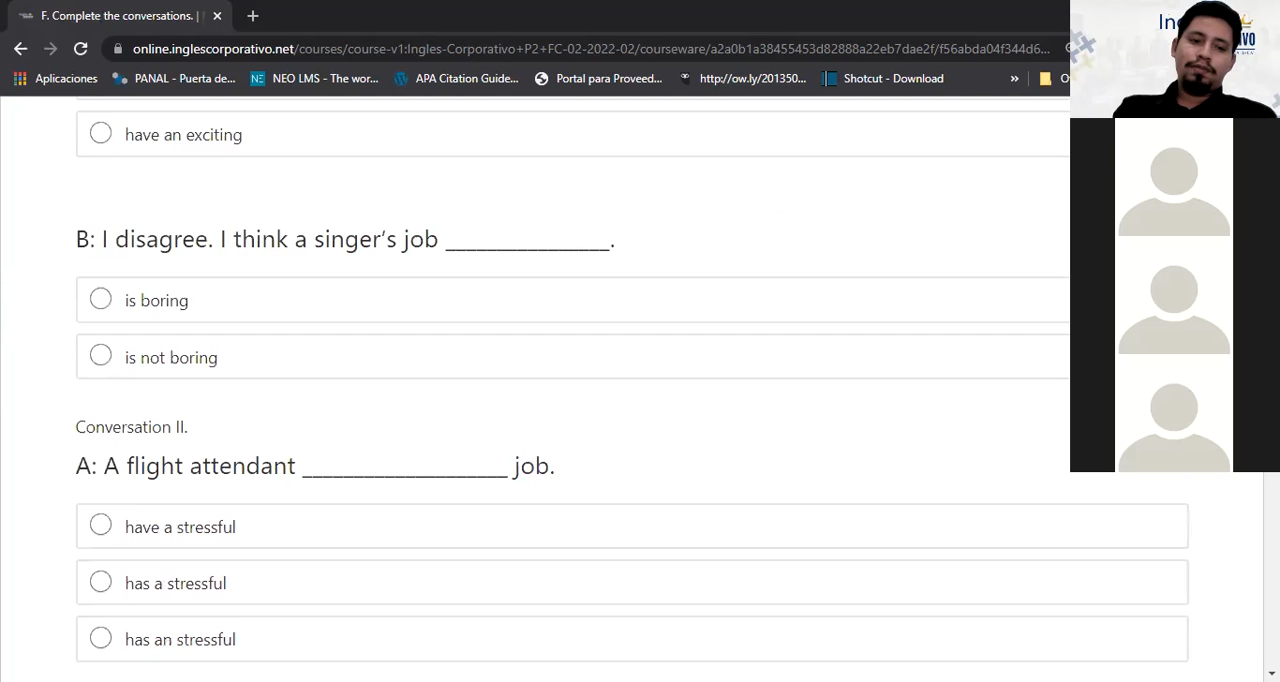 F. Complete the conversations. |
online.inglescorporativo.net/courses/course-v1:Ingles-Corporativo+P2+FC-02-2022-02/courseware/a2a0b1a38455453d82888a22eb7dae2f/f56abda04f344d6...
Aplicaciones PANAL - Puerta de... NE NEO LMS - The wor... APA Citation Guide... Portal para Proveed... http://ow.ly/201350... Shotcut - Download »
have an exciting
B: I disagree. I think a singer’s job ________________.
is boring
is not boring
Conversation II.
A: A flight attendant ____________________ job.
have a stressful
has a stressful
has an stressful